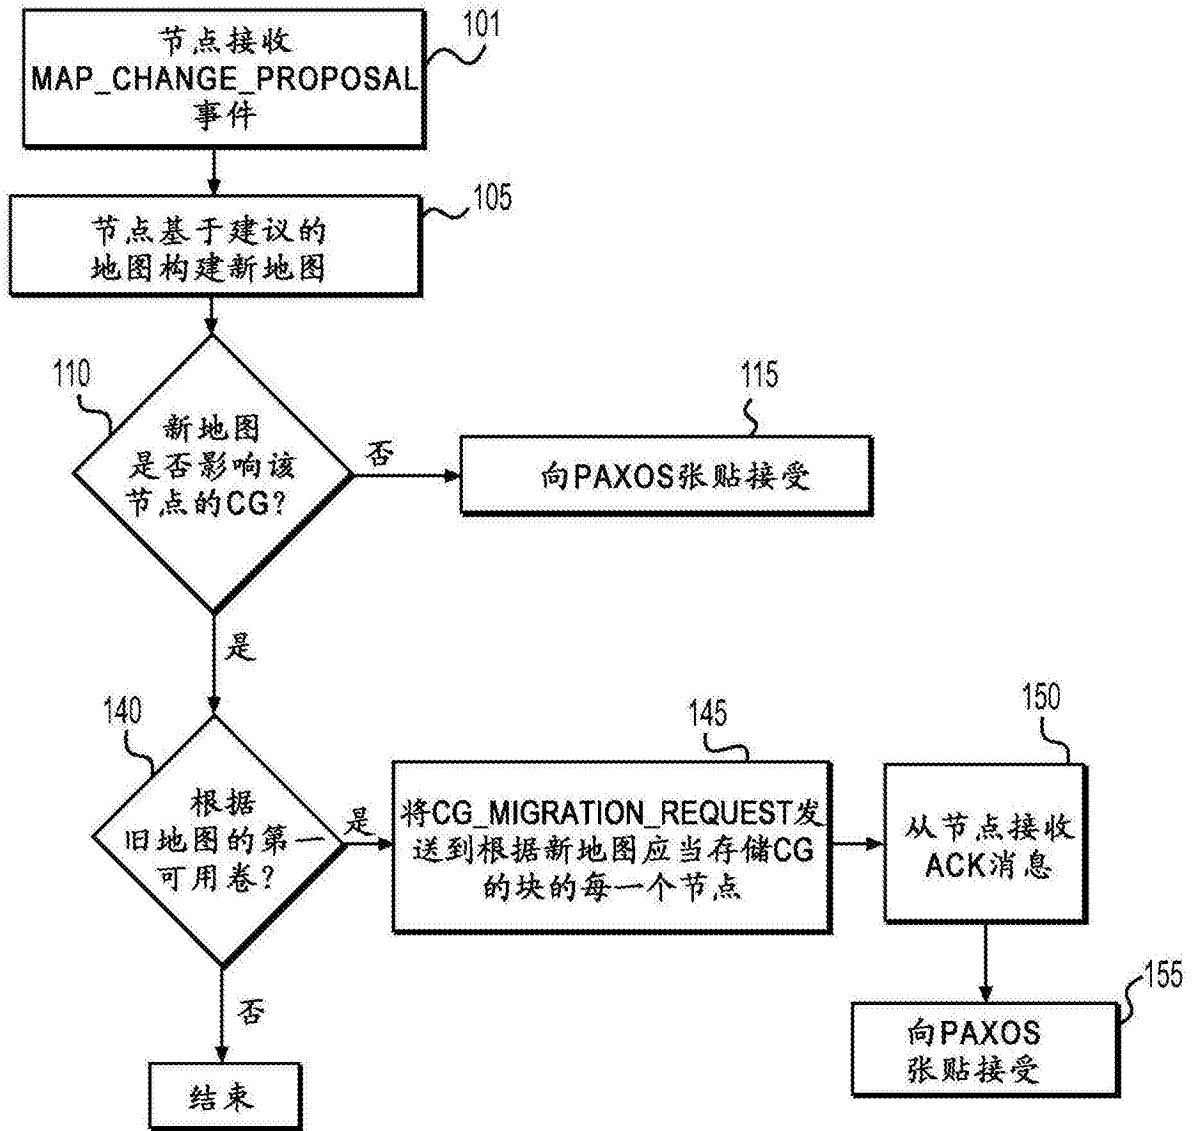 节点接收
MAP_CHANGE_PROPOSAL
事件
101
节点基于建议的
地图构建新地图
105
110
新地图
是否影响该
节点的CG?
否
115
向PAXOS张贴接受
是
140
根据
旧地图的第一
可用卷?
是
145
将CG_MIGRATION_REQUEST发
送到根据新地图应当存储CG
的块的每一个节点
150
从节点接收
ACK消息
155
向PAXOS
张贴接受
否
结束